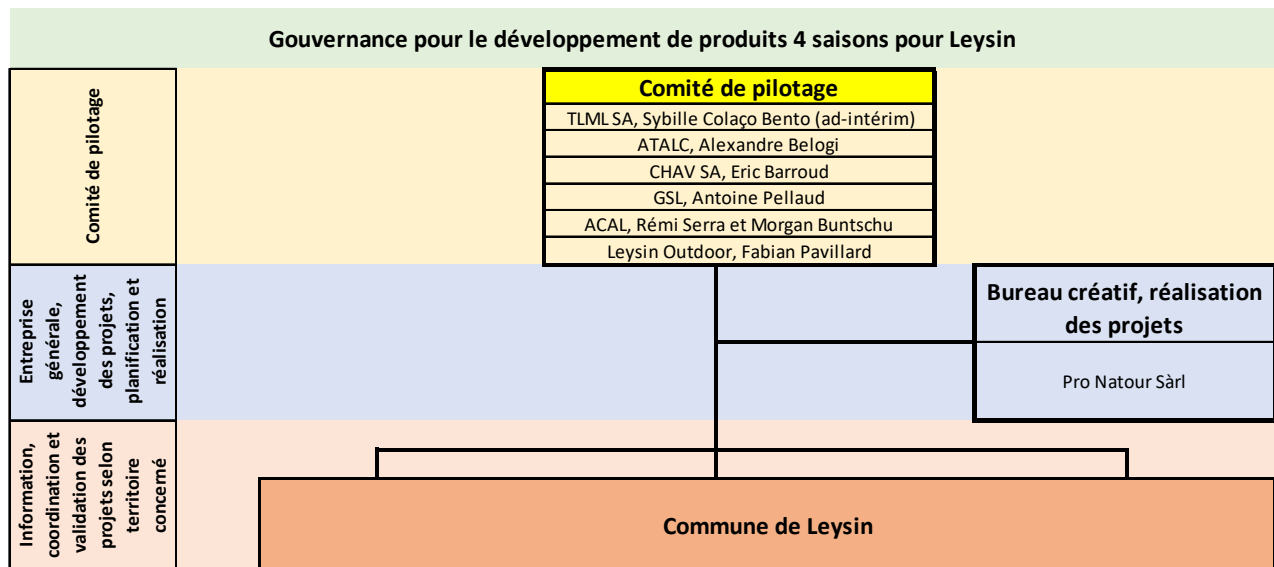 Gouvernance pour le développement de produits 4 saisons pour Leysin
Comité de pilotage
Comité de pilotage
TLML SA, Sybille Colaço Bento (ad-intérim)
ATALC, Alexandre Belogi
CHAV SA, Eric Barroud
GSL, Antoine Pellaud
ACAL, Rémi Serra et Morgan Buntschu
Leysin Outdoor, Fabian Pavillard
Entreprise
générale,
développement
des projets,
planification et
réalisation
Bureau créatif, réalisation
des projets
Pro Natour Sàrl
Information,
coordination et
validation des
projets selon
territoire
concerné
Commune de Leysin